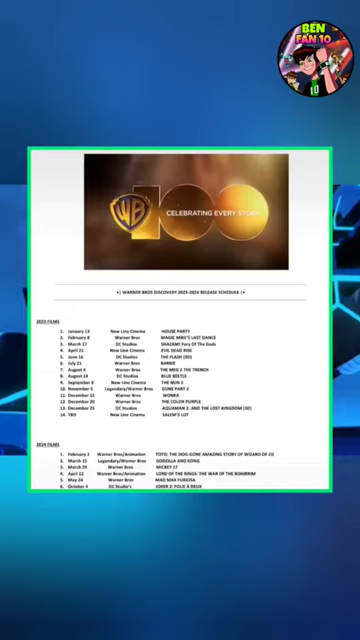 BEN
FAN 10
10
WB 100 CELEBRATING EVERY STORY
•| WARNER BROS DISCOVERY 2023-2024 RELEASE SCHEDULE |•
2023 FILMS
1. January 13 New Line Cinema HOUSE PARTY
2. February 8 Warner Bros MAGIC MIKE'S LAST DANCE
3. March 17 DC Studios SHAZAM! Fury Of The Gods
4. April 21 New Line Cinema EVIL DEAD RISE
5. June 16 DC Studios THE FLASH (3D)
6. July 21 Warner Bros BARBIE
7. August 4 Warner Bros THE MEG 2 THE TRENCH
8. August 18 DC Studios BLUE BEETLE
9. September 8 New Line Cinema THE NUN 2
10. November 3 Legendary/Warner Bros DUNE PART 2
11. December 15 Warner Bros WONKA
12. December 20 Warner Bros THE COLOR PURPLE
13. December 25 DC Studios AQUAMAN 2: AND THE LOST KINGDOM (3D)
14. TBD New Line Cinema SALEM'S LOT
2024 FILMS
1. February 2 Warner Bros/Animation TOTO: THE DOG-GONE AMAZING STORY OF WIZARD OF OZ
2. March 15 Legendary/Warner Bros GODZILLA AND KONG
3. March 29 Warner Bros MICKEY 17
4. April 12 Warner Bros/Animation LORD OF THE RINGS: THE WAR OF THE ROHIRRIM
5. May 24 Warner Bros MAD MAX FURIOSA
6. October 4 DC Studio's JOKER 2: FOLIE À DEUX